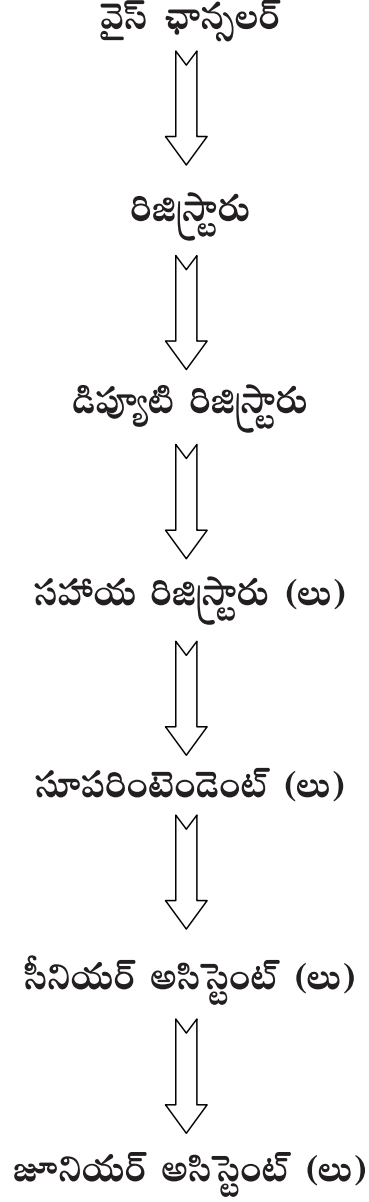 వైస్ ఛాన్సలర్
రిజిస్ట్రారు
డిప్యూటి రిజిస్ట్రారు
సహాయ రిజిస్ట్రారు (లు)
సూపరింటెండెంట్ (లు)
సీనియర్ అసిస్టెంట్ (లు)
జూనియర్ అసిస్టెంట్ (లు)